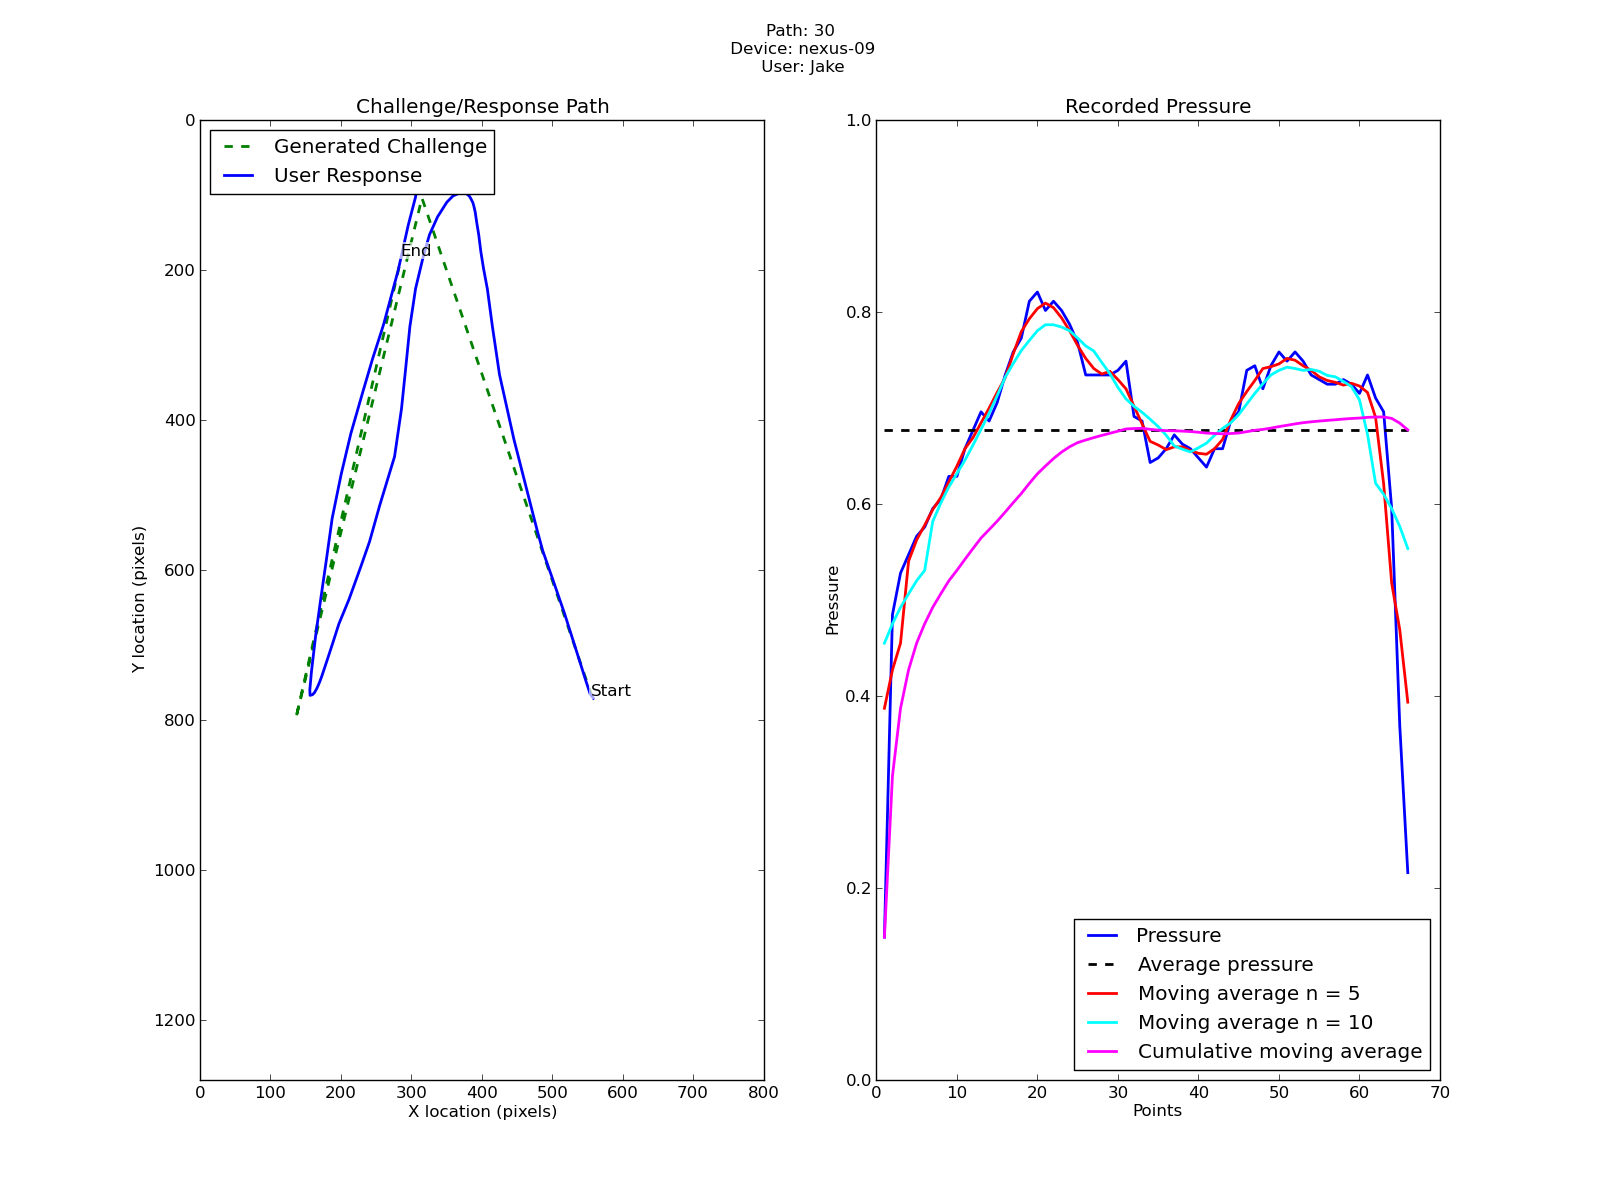 Path: 30
Device: nexus-09
User: Jake
Challenge/Response Path
Generated Challenge
User Response
End
Start
0
200
400
600
800
1000
1200
Y location (pixels)
0 100 200 300 400 500 600 700 800
X location (pixels)
Recorded Pressure
1.0
0.8
0.6
0.4
0.2
0.0
Pressure
Pressure
Average pressure
Moving average n = 5
Moving average n = 10
Cumulative moving average
0 10 20 30 40 50 60 70
Points